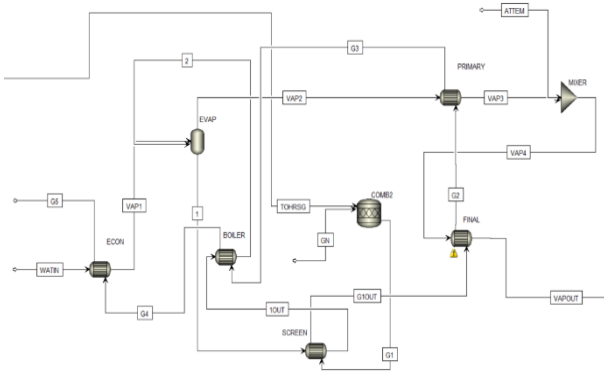 ATTEM
G3
2
PRIMARY
MIXER
VAP2
VAP3
EVAP
VAP4
G5
VAP1
1
TOHRSG
COMB2
G2
FINAL
ECON
BOILER
GN
WATIN
G4
1OUT
G1OUT
VAPOUT
SCREEN
G1